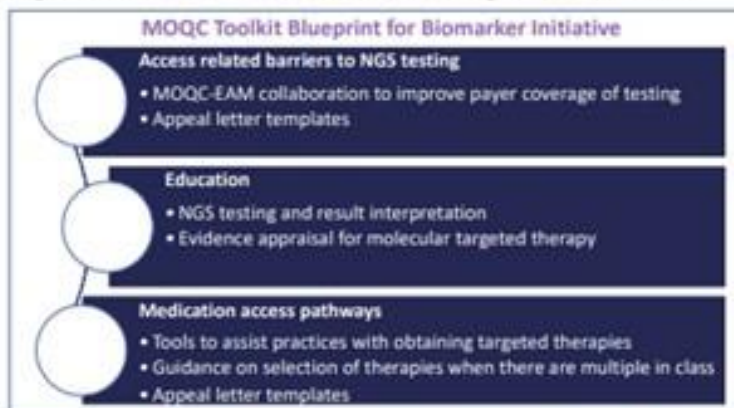 MOQC Toolkit Blueprint for Biomarker Initiative
Access related barriers to NGS testing
• MOQC-EAM collaboration to improve payer coverage of testing
• Appeal letter templates
Education
• NGS testing and result interpretation
• Evidence appraisal for molecular targeted therapy
Medication access pathways
• Tools to assist practices with obtaining targeted therapies
• Guidance on selection of therapies when there are multiple in class
• Appeal letter templates